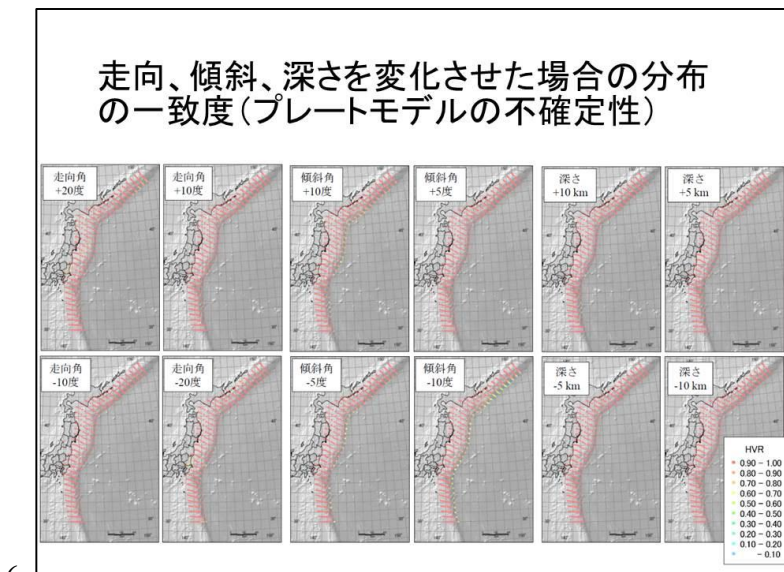 走向、傾斜、深さを変化させた場合の分布
の一致度(プレートモデルの不確定性)
走向角
+20度
走向角
+10度
傾斜角
+10度
傾斜角
+5度
深さ
+10 km
深さ
+5 km
走向角
-10度
走向角
-20度
傾斜角
-5度
傾斜角
-10度
深さ
-5 km
深さ
-10 km
HVR
0.90 - 1.00
0.80 - 0.90
0.70 - 0.80
0.60 - 0.70
0.50 - 0.60
0.40 - 0.50
0.30 - 0.40
0.20 - 0.30
0.10 - 0.20
- 0.10